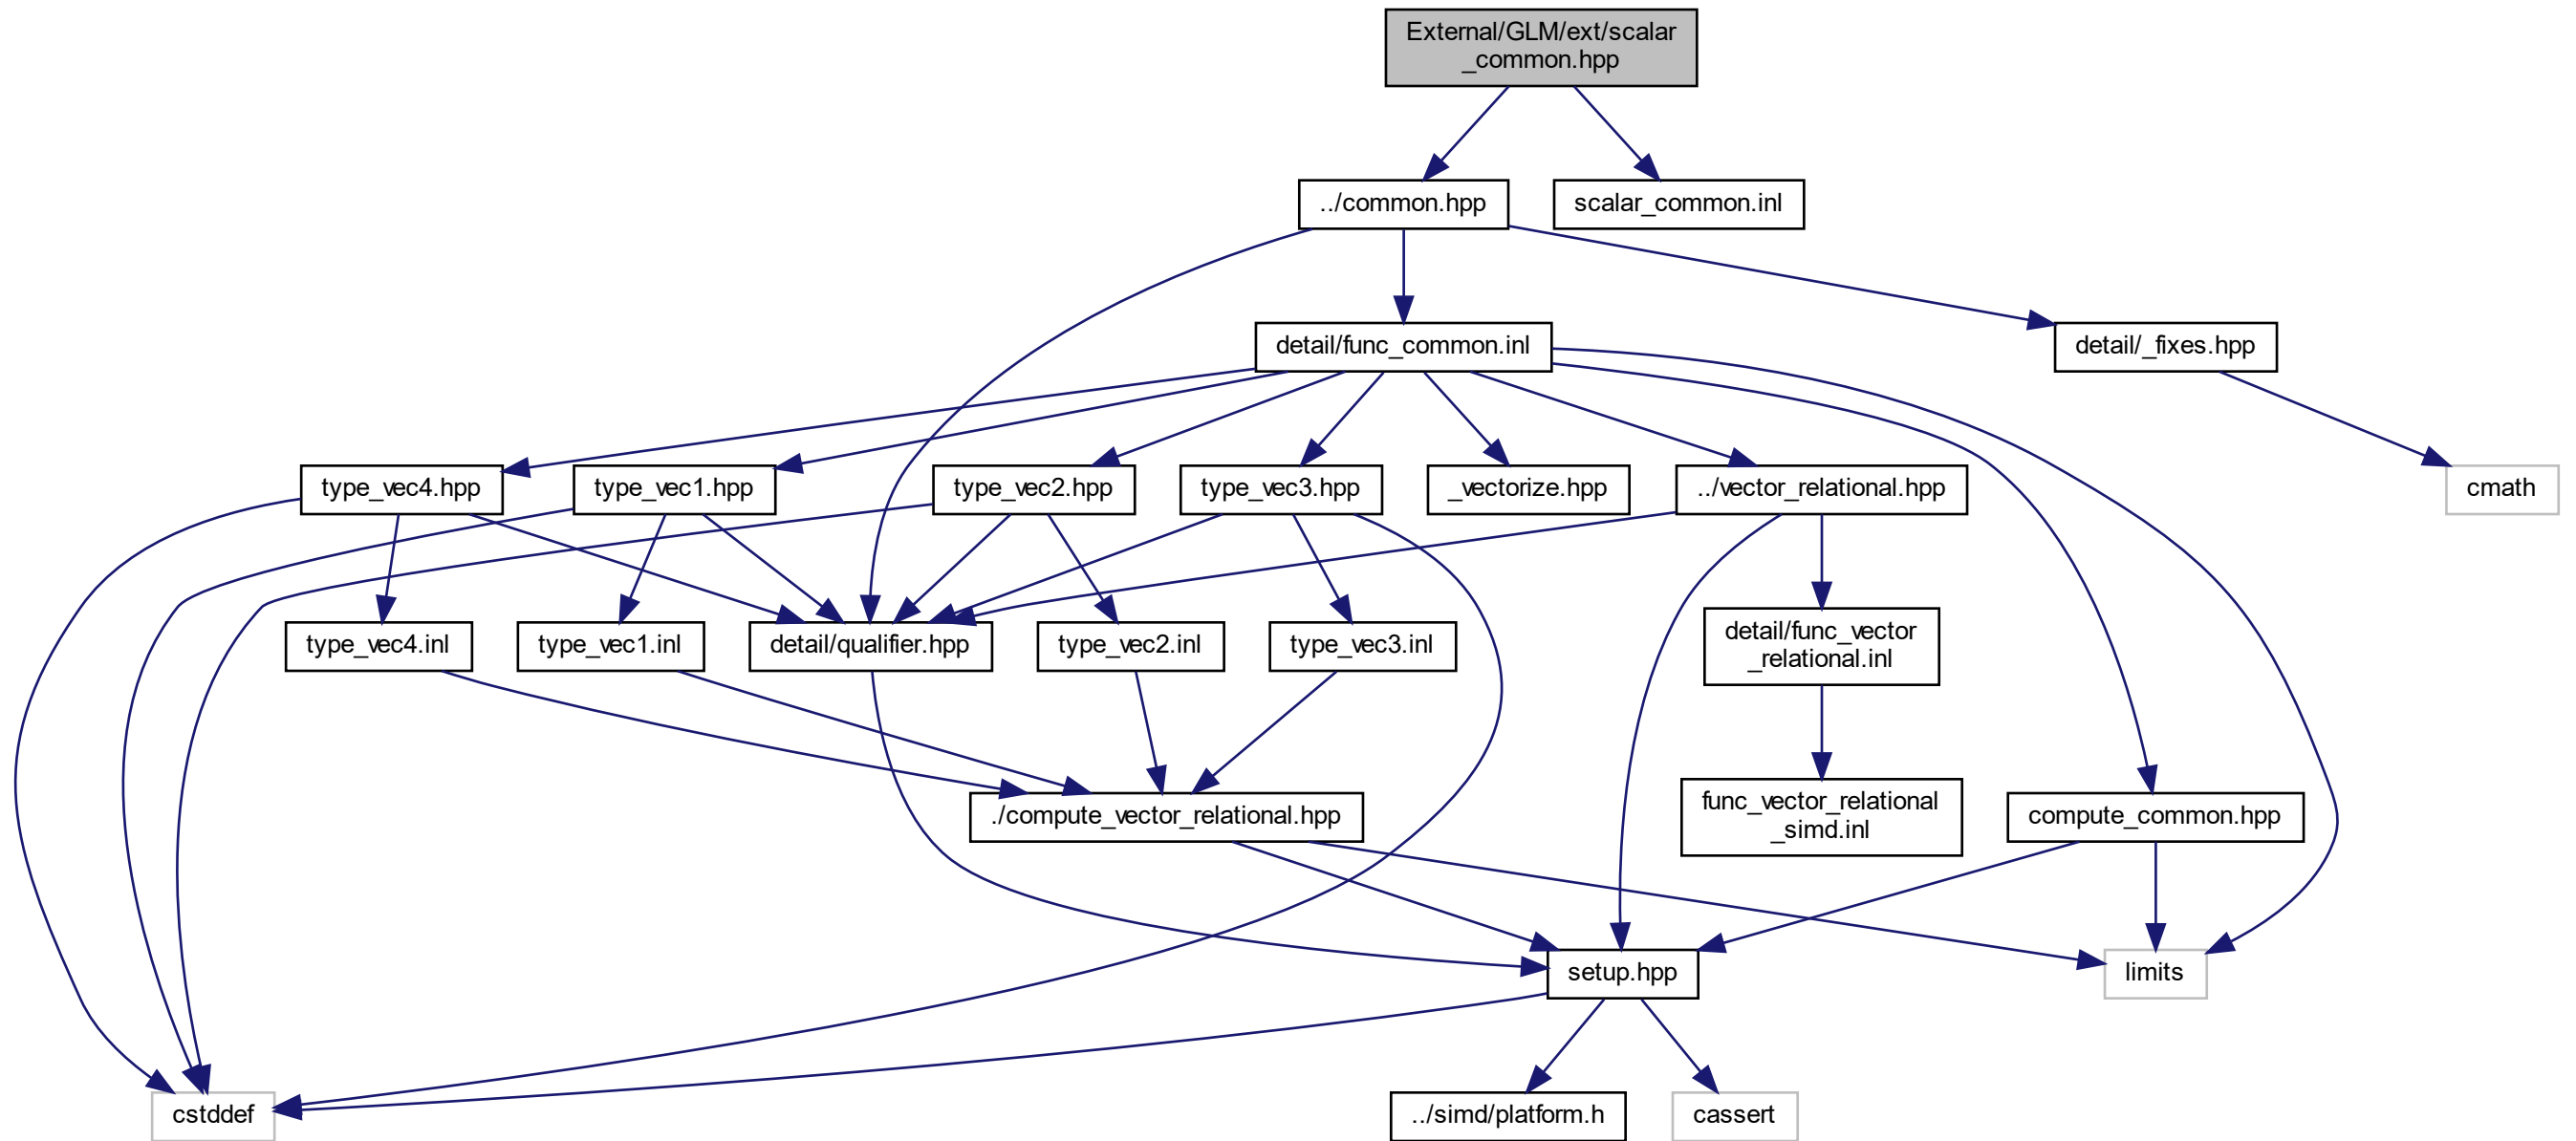 External/GLM/ext/scalar
_common.hpp
../common.hpp
scalar_common.inl
detail/func_common.inl
detail/_fixes.hpp
type_vec4.hpp
type_vec1.hpp
type_vec2.hpp
type_vec3.hpp
_vectorize.hpp
../vector_relational.hpp
cmath
type_vec4.inl
type_vec1.inl
detail/qualifier.hpp
type_vec2.inl
type_vec3.inl
detail/func_vector
_relational.inl
./compute_vector_relational.hpp
func_vector_relational
_simd.inl
compute_common.hpp
setup.hpp
limits
cstddef
../simd/platform.h
cassert